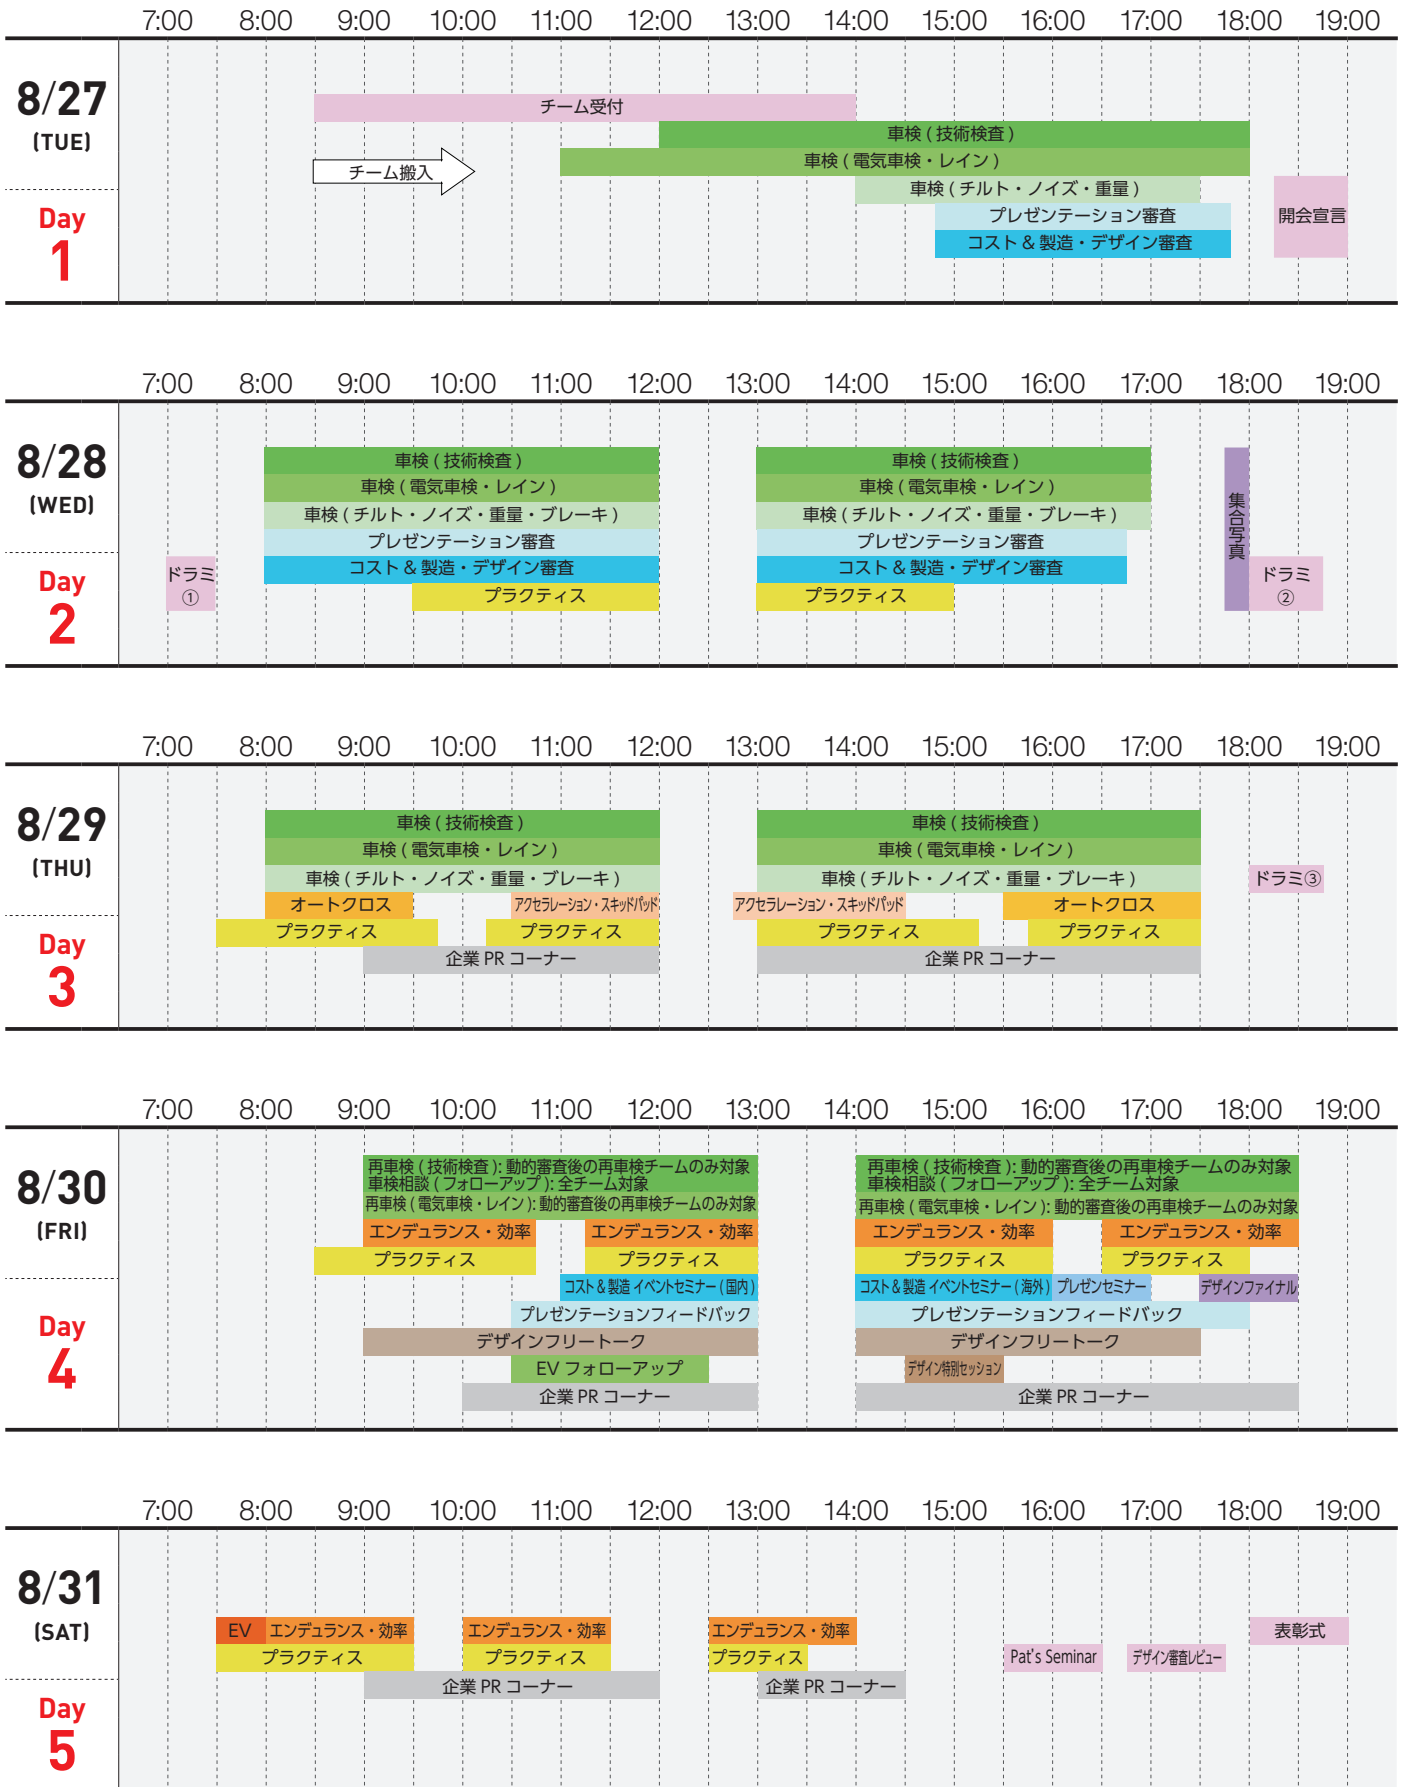 7:00 8:00 9:00 10:00 11:00 12:00 13:00 14:00 15:00 16:00 17:00 18:00 19:00
8/27
(TUE)
Day
1
チーム受付
車検 ( 技術検査 )
車検 ( 電気車検・レイン )
チーム搬入
車検 ( チルト・ノイズ・重量 )
プレゼンテーション審査
開会宣言
コスト & 製造・デザイン審査
7:00 8:00 9:00 10:00 11:00 12:00 13:00 14:00 15:00 16:00 17:00 18:00 19:00
8/28
(WED)
Day
2
車検 ( 技術検査 ) 車検 ( 技術検査 )
車検 ( 電気車検・レイン ) 車検 ( 電気車検・レイン )
車検 ( チルト・ノイズ・重量・ブレーキ ) 車検 ( チルト・ノイズ・重量・ブレーキ )
プレゼンテーション審査 プレゼンテーション審査
コスト & 製造・デザイン審査 コスト & 製造・デザイン審査
プラクティス プラクティス
ドラミ
①
集合写真
ドラミ
②
7:00 8:00 9:00 10:00 11:00 12:00 13:00 14:00 15:00 16:00 17:00 18:00 19:00
8/29
(THU)
Day
3
車検 ( 技術検査 ) 車検 ( 技術検査 )
車検 ( 電気車検・レイン ) 車検 ( 電気車検・レイン )
車検 ( チルト・ノイズ・重量・ブレーキ ) 車検 ( チルト・ノイズ・重量・ブレーキ ) ドラミ③
オートクロス アクセラレーション・スキッドパッド アクセラレーション・スキッドパッド オートクロス
プラクティス プラクティス プラクティス プラクティス
企業 PR コーナー 企業 PR コーナー
7:00 8:00 9:00 10:00 11:00 12:00 13:00 14:00 15:00 16:00 17:00 18:00 19:00
8/30
(FRI)
Day
4
再車検 ( 技術検査 ): 動的審査後の再車検チームのみ対象 再車検 ( 技術検査 ): 動的審査後の再車検チームのみ対象
車検相談 ( フォローアップ ): 全チーム対象 車検相談 ( フォローアップ ): 全チーム対象
再車検 ( 電気車検・レイン ): 動的審査後の再車検チームのみ対象 再車検 ( 電気車検・レイン ): 動的審査後の再車検チームのみ対象
エンデュランス・効率 エンデュランス・効率 エンデュランス・効率 エンデュランス・効率
プラクティス プラクティス プラクティス プラクティス
コスト & 製造 イベントセミナー ( 国内 ) コスト & 製造 イベントセミナー ( 海外 ) プレゼンセミナー デザインファイナル
プレゼンテーションフィードバック プレゼンテーションフィードバック
デザインフリートーク デザインフリートーク
EV フォローアップ デザイン特別セッション
企業 PR コーナー 企業 PR コーナー
7:00 8:00 9:00 10:00 11:00 12:00 13:00 14:00 15:00 16:00 17:00 18:00 19:00
8/31
(SAT)
Day
5
EV エンデュランス・効率 エンデュランス・効率 エンデュランス・効率 表彰式
プラクティス プラクティス プラクティス Pat's Seminar デザイン審査レビュー
企業 PR コーナー 企業 PR コーナー